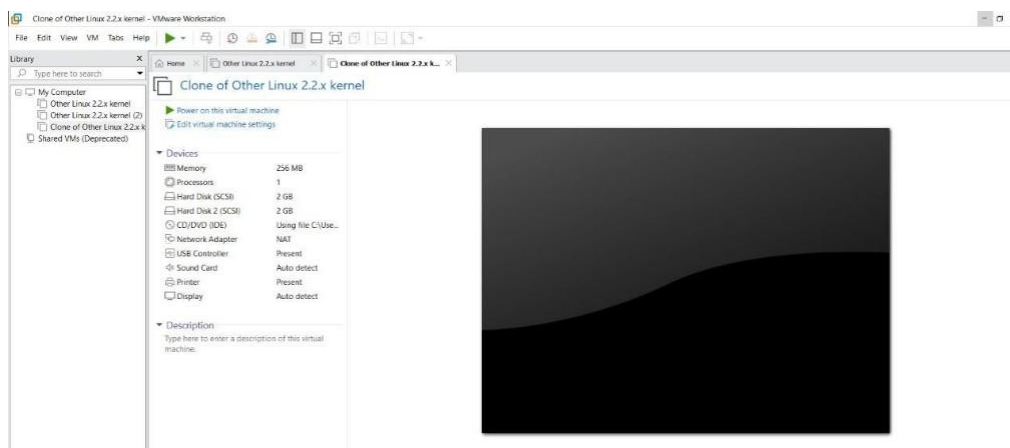 Clone of Other Linux 2.2.x kernel - VMware Workstation
File Edit View VM Tabs Help
Library X
Type here to search
My Computer
Other Linux 2.2.x kernel
Other Linux 2.2.x kernel (2)
Clone of Other Linux 2.2.x k
Shared VMs (Deprecated)
Home Other Linux 2.2.x kernel Clone of Other Linux 2.2.x k...
Clone of Other Linux 2.2.x kernel
Power on this virtual machine
Edit virtual machine settings
Devices
Memory 256 MB
Processors 1
Hard Disk (SCSI) 2 GB
Hard Disk 2 (SCSI) 2 GB
CD/DVD (IDE) Using file C:\Use...
Network Adapter NAT
USB Controller Present
Sound Card Auto detect
Printer Present
Display Auto detect
Description
Type here to enter a description of this virtual
machine.